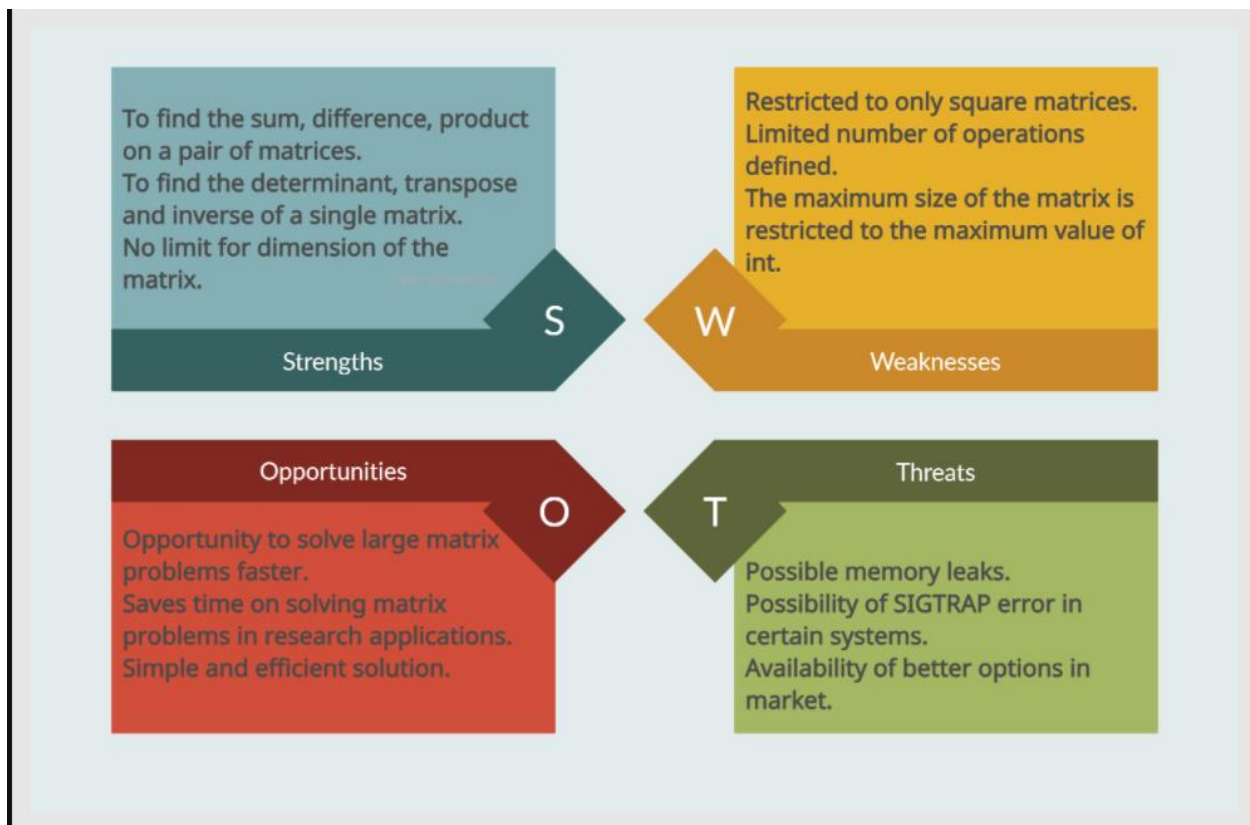 To find the sum, difference, product
on a pair of matrices.
To find the determinant, transpose
and inverse of a single matrix.
No limit for dimension of the
matrix.
S
Strengths
Restricted to only square matrices.
Limited number of operations
defined.
The maximum size of the matrix is
restricted to the maximum value of
int.
W
Weaknesses
Opportunities
O
Opportunity to solve large matrix
problems faster.
Saves time on solving matrix
problems in research applications.
Simple and efficient solution.
Threats
T
Possible memory leaks.
Possibility of SIGTRAP error in
certain systems.
Availability of better options in
market.